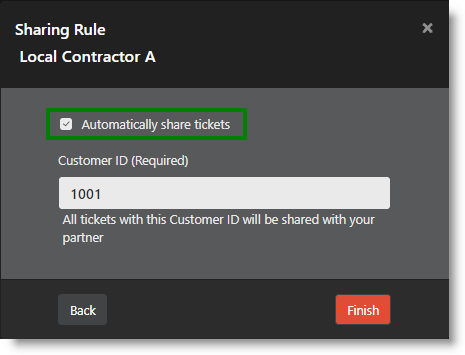 Sharing Rule
Local Contractor A
×
Automatically share tickets
Customer ID (Required)
1001
All tickets with this Customer ID will be shared with your
partner
Back
Finish